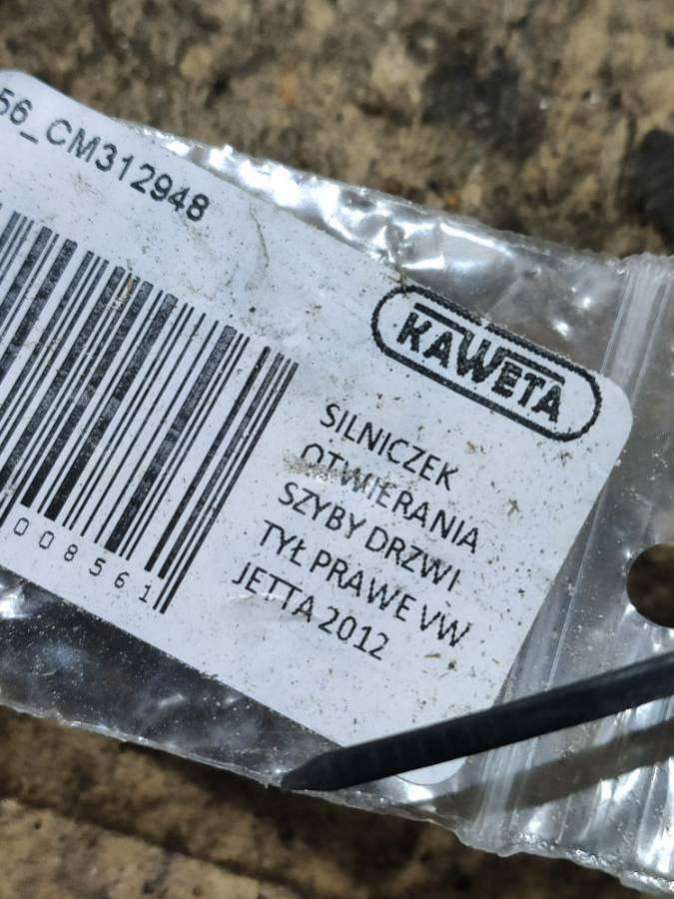 56_CM312948
KAWETA
SILNICZEK
OTWIERANIA
SZYBY DRZWI
TYŁ PRAWE VW
JETTA 2012
008561